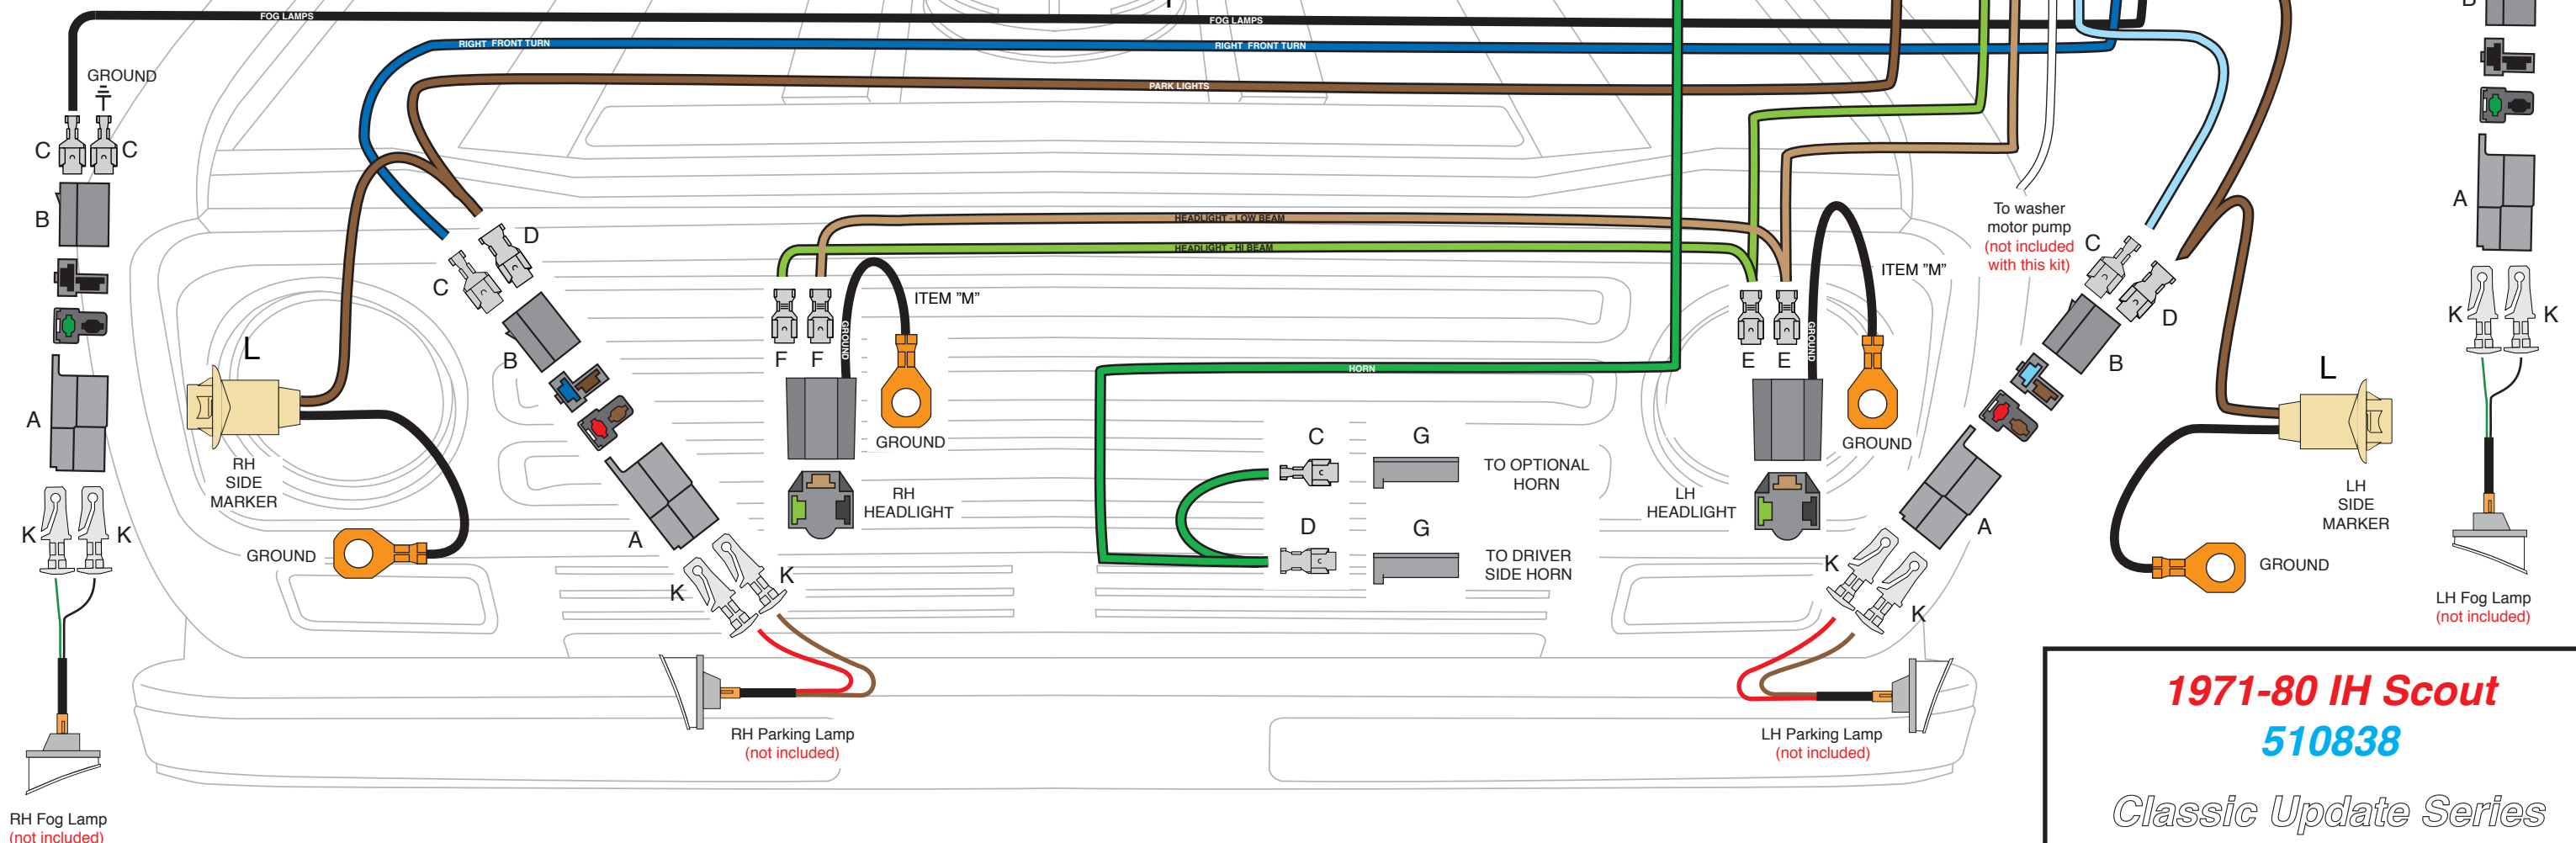 FOG LAMPS
FOG LAMPS
RIGHT FRONT TURN
RIGHT FRONT TURN
PARK LIGHTS
GROUND
C
C
B
A
K
K
RH Fog Lamp
(not included)
D
C
B
A
K
K
L
RH
SIDE
MARKER
GROUND
RH Parking Lamp
(not included)
HEADLIGHT - LOW BEAM
HEADLIGHT - HI BEAM
F
F
GROUND
ITEM "M"
GROUND
RH
HEADLIGHT
HORN
C
G
TO OPTIONAL
HORN
D
G
TO DRIVER
SIDE HORN
E
E
GROUND
ITEM "M"
GROUND
LH
HEADLIGHT
To washer
motor pump
(not included
with this kit)
C
D
B
A
K
K
LH Parking Lamp
(not included)
L
LH
SIDE
MARKER
GROUND
A
K
K
LH Fog Lamp
(not included)
1971-80 IH Scout
510838
Classic Update Series